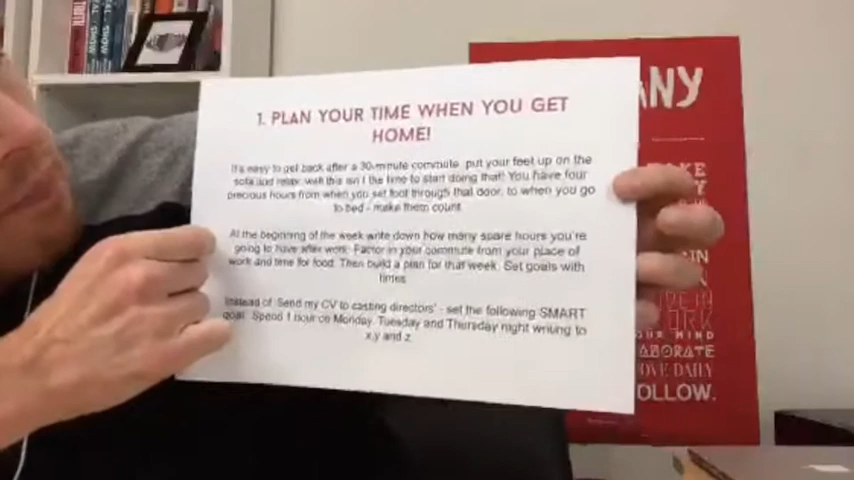 1. PLAN YOUR TIME WHEN YOU GET
HOME!
It's easy to get back after a 30-minute commute, put your feet up on the
sofa and relax, well this isn't the time to start doing that! You have four
precious hours from when you set foot through that door, to when you go
to bed - make them count.
At the beginning of the week write down how many spare hours you're
going to have after work. Factor in your commute from your place of
work and time for food. Then build a plan for that week. Set goals with
times.
Instead of 'Send my CV to casting directors' - set the following SMART
goal. Spend 1 hour on Monday, Tuesday and Thursday night writing to
x,y and z.
ANY
MIND
ABORATE
OVE DAILY
OLLOW.